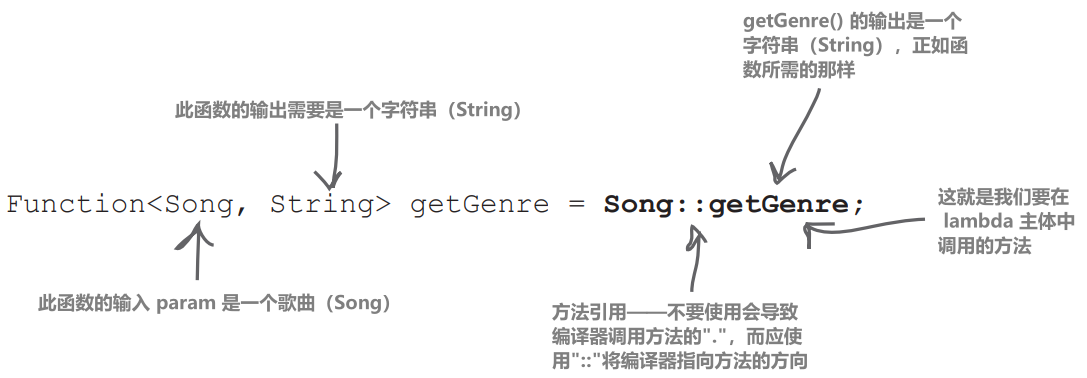 getGenre() 的输出是一个
字符串（String），正如函
数所需的那样
此函数的输出需要是一个字符串（String）
Function<Song, String> getGenre = Song::getGenre;
这就是我们要在
lambda 主体中
调用的方法
此函数的输入 param 是一个歌曲（Song）
方法引用——不要使用会导致
编译器调用方法的"."，而应使
用"::"将编译器指向方法的方向